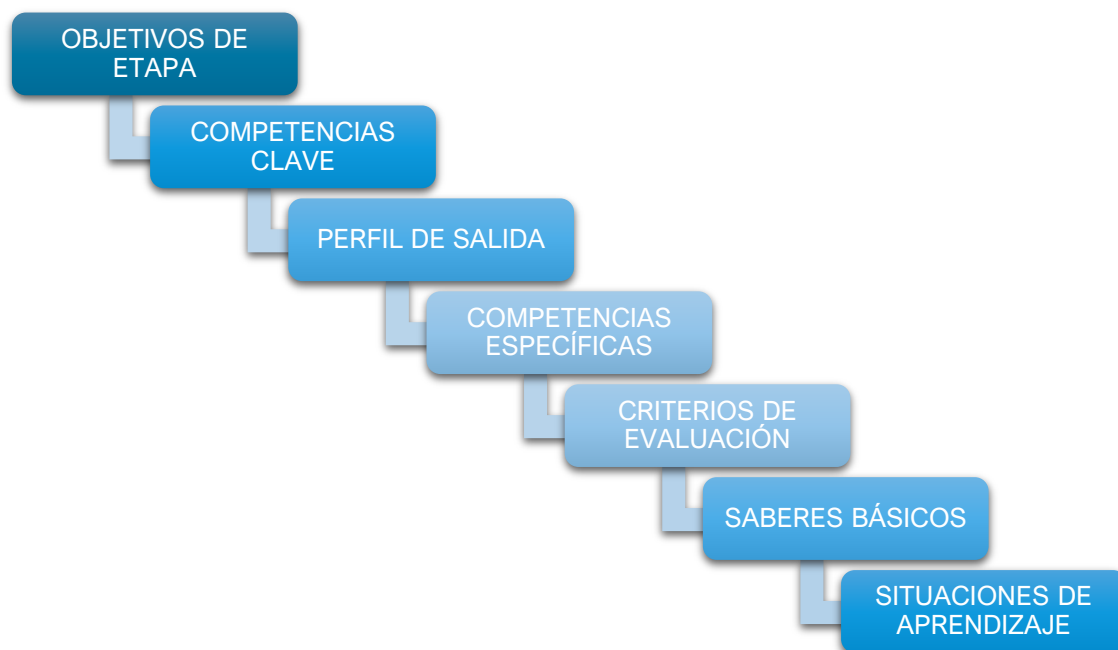 OBJETIVOS DE
ETAPA
COMPETENCIAS
CLAVE
PERFIL DE SALIDA
COMPETENCIAS
ESPECÍFICAS
CRITERIOS DE
EVALUACIÓN
SABERES BÁSICOS
SITUACIONES DE
APRENDIZAJE